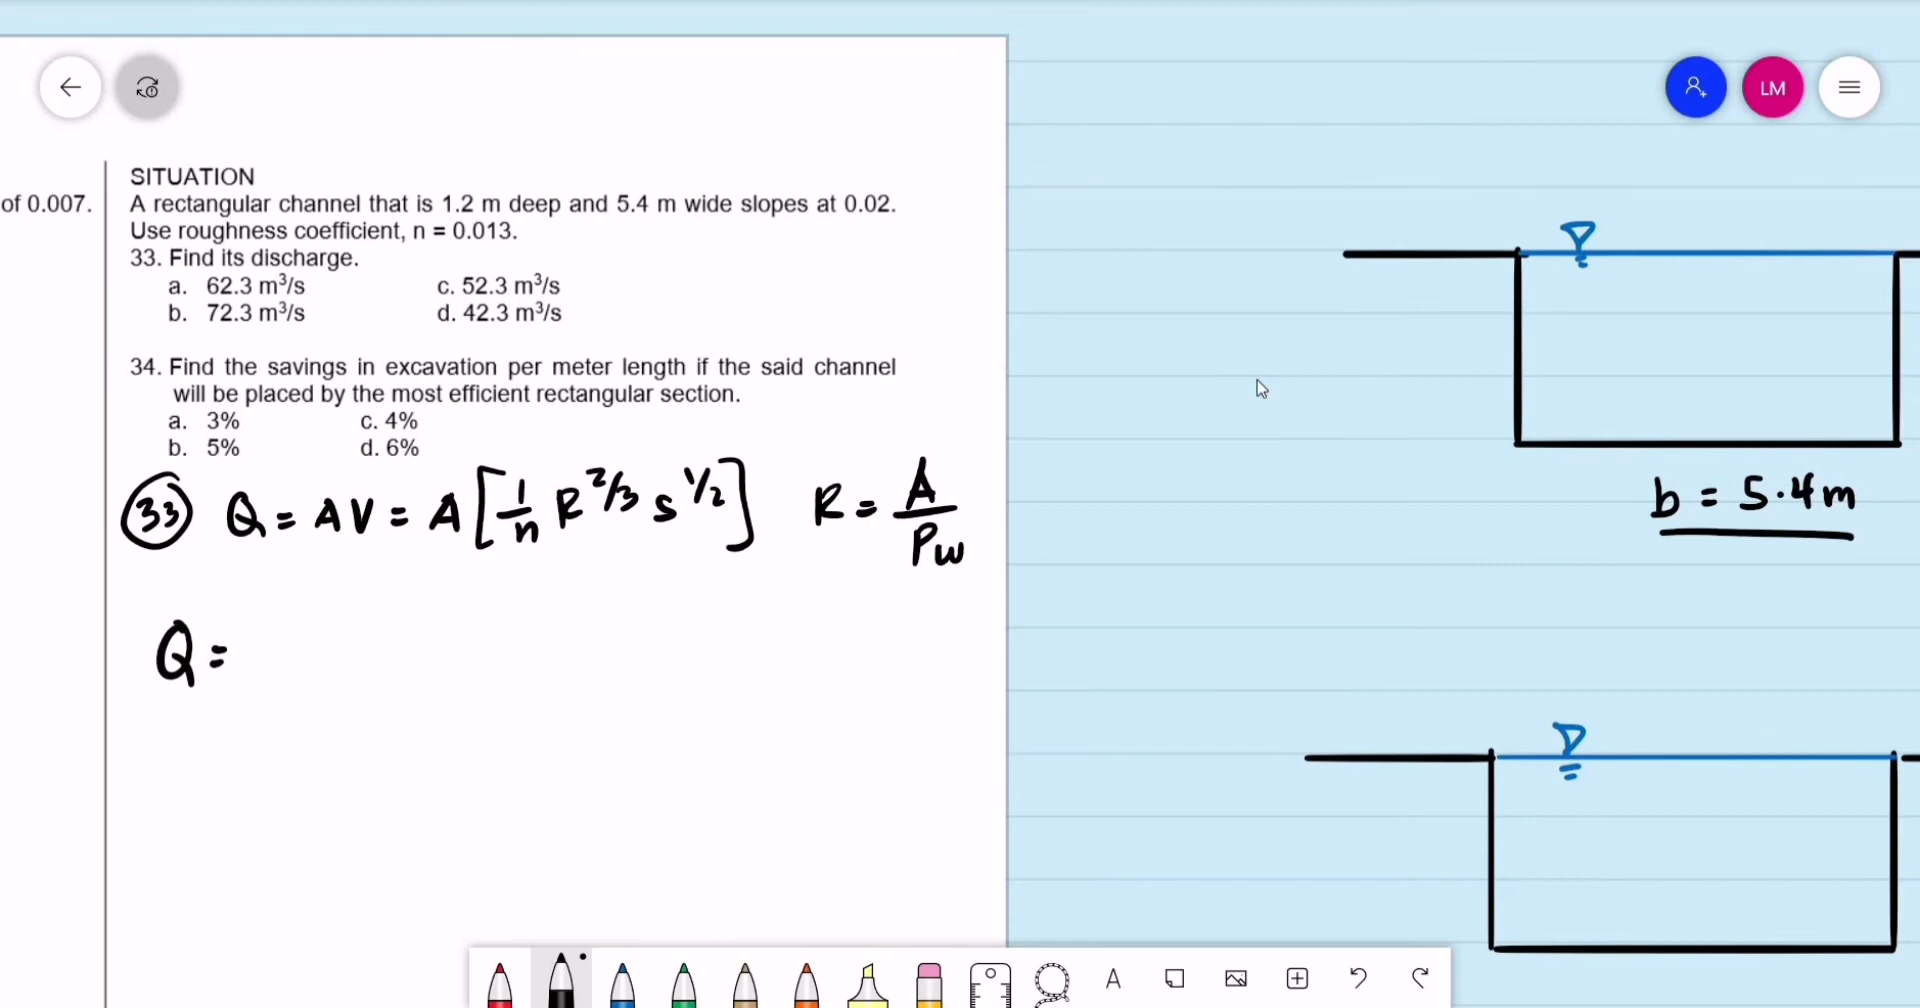 LM
of 0.007.
SITUATION
A rectangular channel that is 1.2 m deep and 5.4 m wide slopes at 0.02.
Use roughness coefficient, n = 0.013.
33. Find its discharge.
a. 62.3 m³/s c. 52.3 m³/s
b. 72.3 m³/s d. 42.3 m³/s
34. Find the savings in excavation per meter length if the said channel
will be placed by the most efficient rectangular section.
a. 3% c. 4%
b. 5% d. 6%
33 Q = AV = A [ 1/n R^2/3 s^1/2 ] R = A/Pw
Q =
b = 5.4m
A